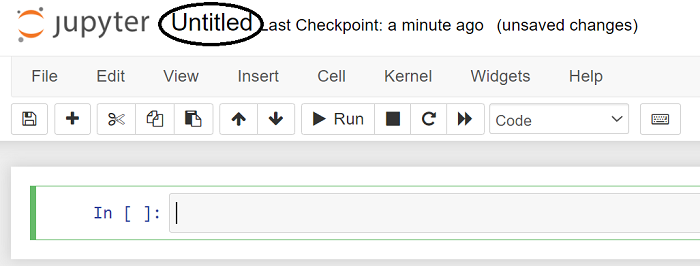 jupyter Untitled Last Checkpoint: a minute ago (unsaved changes)
File Edit View Insert Cell Kernel Widgets Help
Run Code
In [ ]: